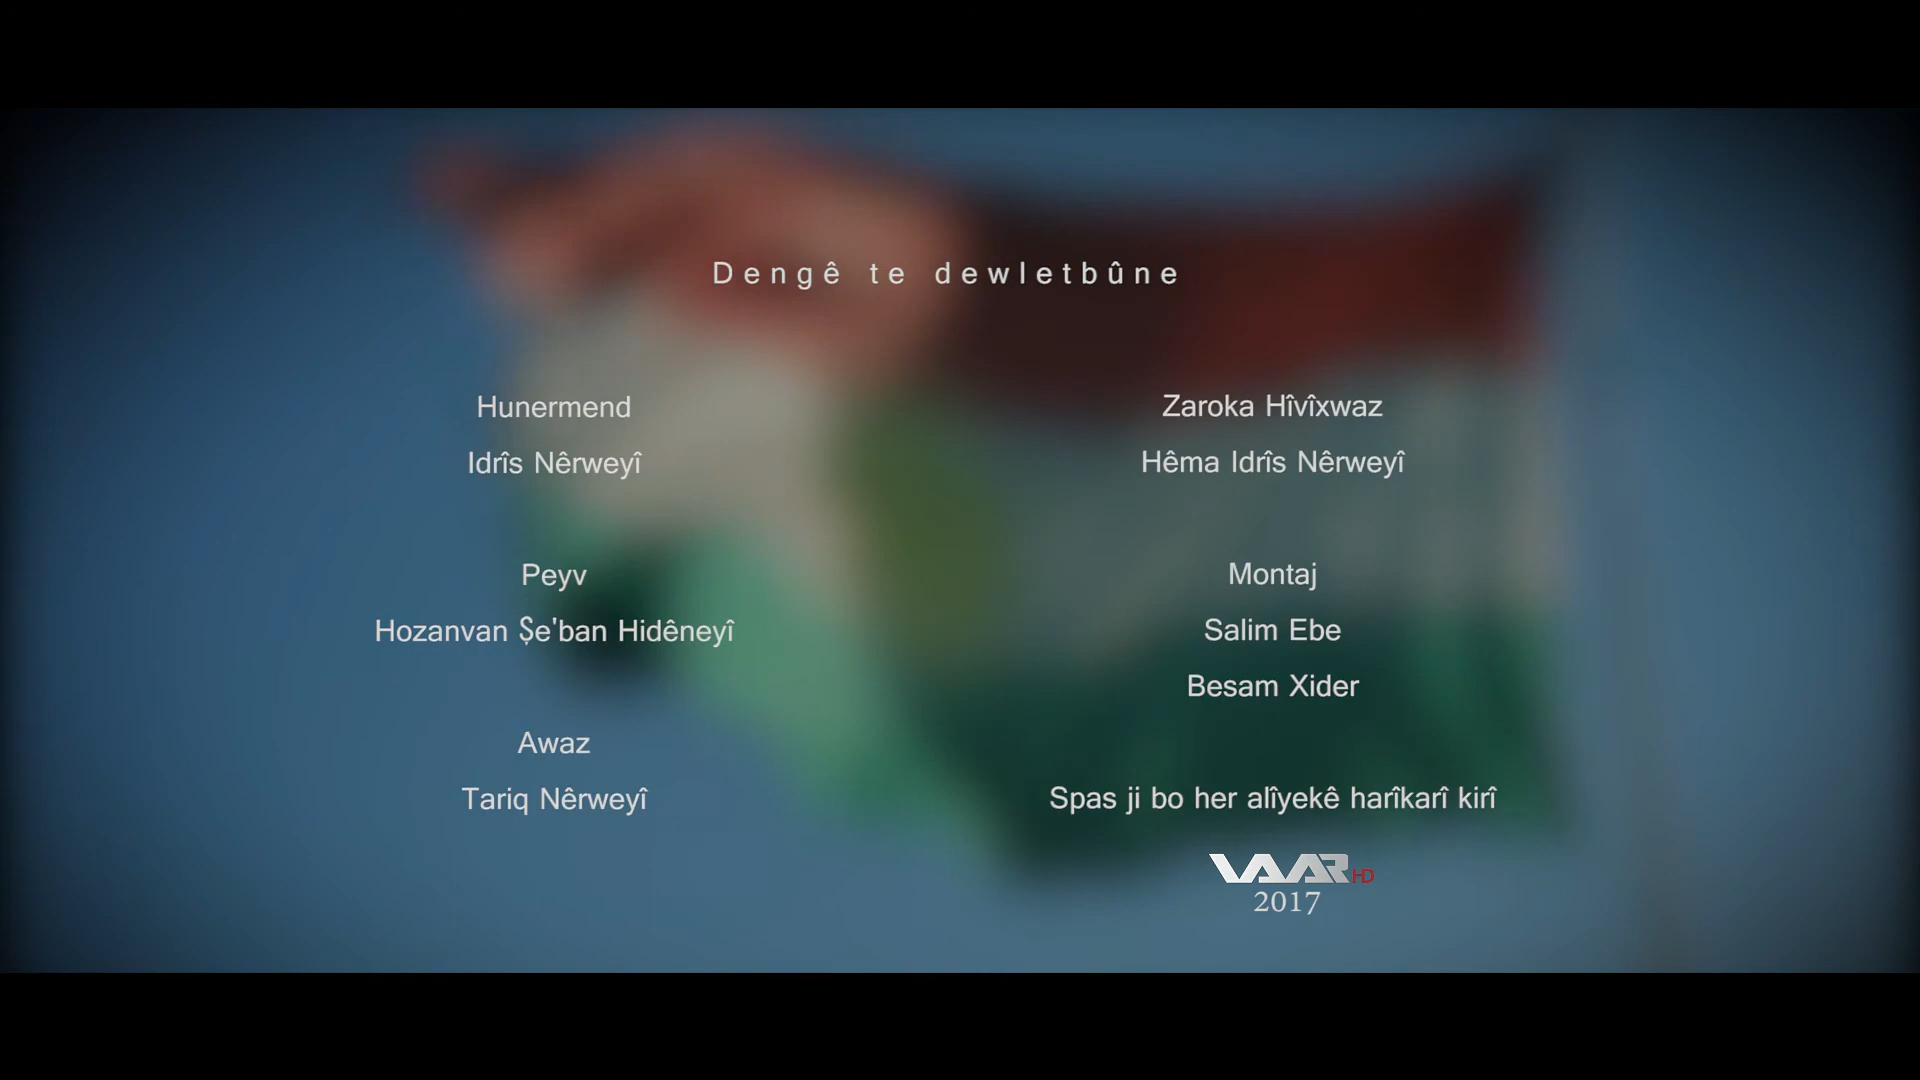 Dengê te dewletbûne
Hunermend
Idrîs Nêrweyî
Peyv
Hozanvan Şe'ban Hidêneyî
Awaz
Tariq Nêrweyî
Zaroka Hîvîxwaz
Hêma Idrîs Nêrweyî
Montaj
Salim Ebe
Besam Xider
Spas ji bo her alîyekê harîkarî kirî
VAAR HD
2017